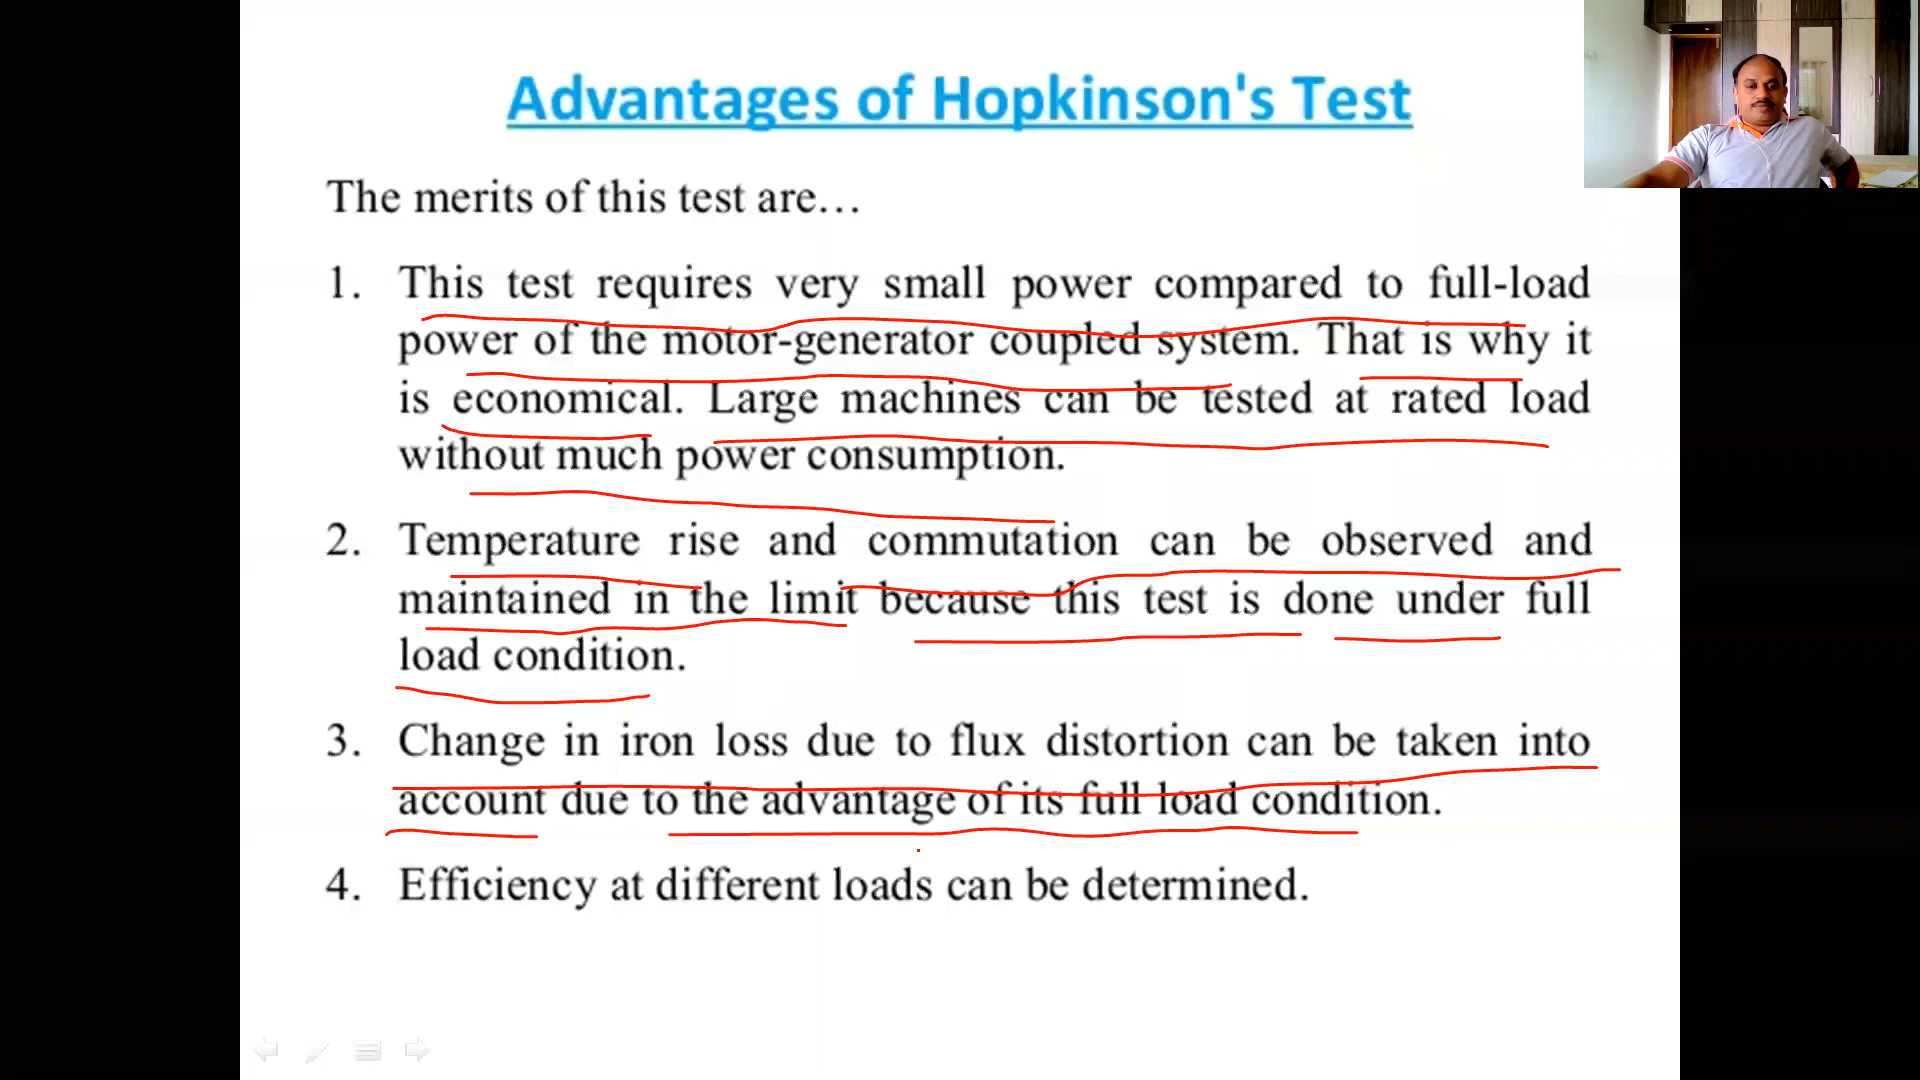 Advantages of Hopkinson's Test
The merits of this test are…
1. This test requires very small power compared to full-load
power of the motor-generator coupled system. That is why it
is economical. Large machines can be tested at rated load
without much power consumption.
2. Temperature rise and commutation can be observed and
maintained in the limit because this test is done under full
load condition.
3. Change in iron loss due to flux distortion can be taken into
account due to the advantage of its full load condition.
4. Efficiency at different loads can be determined.